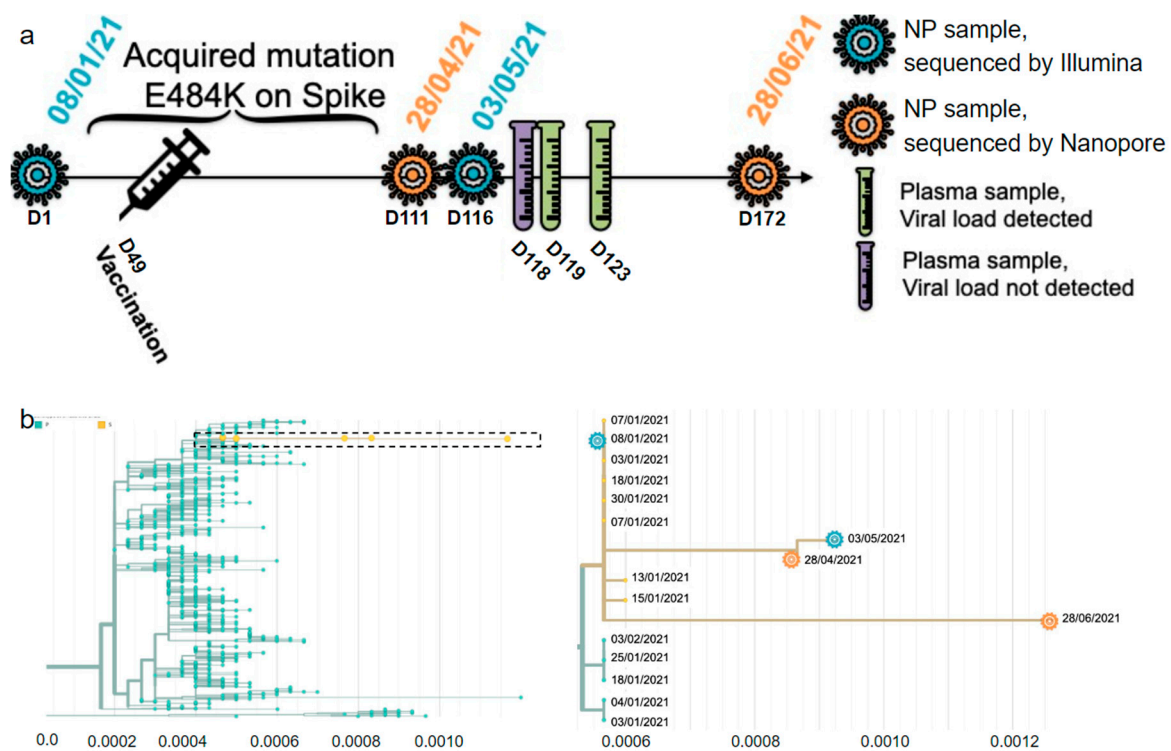 a
08/01/21
Acquired mutation
E484K on Spike
28/04/21
03/05/21
28/06/21
NP sample,
sequenced by Illumina
NP sample,
sequenced by Nanopore
Plasma sample,
Viral load detected
Plasma sample,
Viral load not detected
D1
D49
Vaccination
D111
D116
D118
D119
D123
D172
b
P
S
0.0
0.0002
0.0004
0.0006
0.0008
0.0010
07/01/2021
08/01/2021
03/01/2021
18/01/2021
30/01/2021
07/01/2021
03/05/2021
28/04/2021
13/01/2021
15/01/2021
28/06/2021
03/02/2021
25/01/2021
18/01/2021
04/01/2021
03/01/2021
0.0006
0.0008
0.0010
0.0012